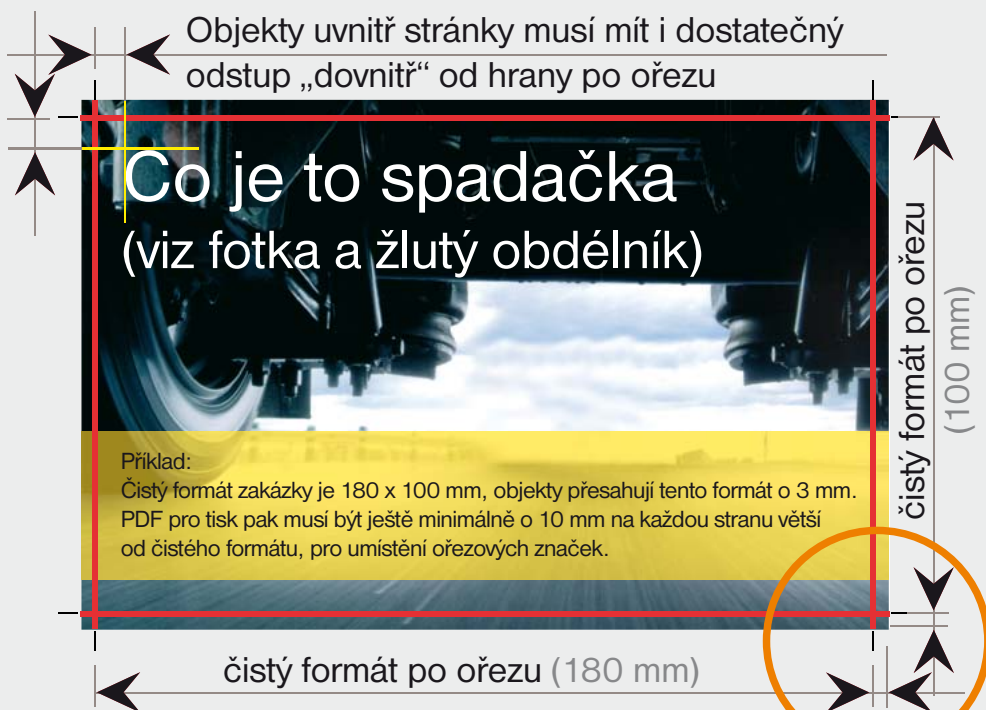 Objekty uvnitř stránky musí mít i dostatečný
odstup „dovnitř“ od hrany po ořezu
Co je to spadačka
(viz fotka a žlutý obdélník)
čistý formát po ořezu
(100 mm)
Příklad:
Čistý formát zakázky je 180 x 100 mm, objekty přesahují tento formát o 3 mm.
PDF pro tisk pak musí být ještě minimálně o 10 mm na každou stranu větší
od čistého formátu, pro umístění ořezových značek.
čistý formát po ořezu (180 mm)